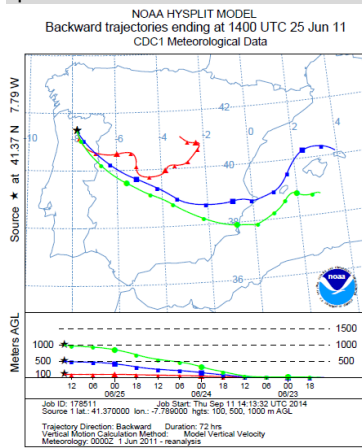 NOAA HYSPLIT MODEL
Backward trajectories ending at 1400 UTC 25 Jun 11
CDC1 Meteorological Data
Source ★ at 41.37 N 7.79 W
-10 -8 -6 -4 -2 0 2 4
42
40
38
36
noaa
Meters AGL
1500
1000 1000
500 500
100
12 06 00 18 12 06 00 18 12 06 00 18
06/25 06/24 06/23
Job ID: 178511 Job Start: Thu Sep 11 14:13:32 UTC 2014
Source 1 lat.: 41.370000 lon.: -7.789000 hgts: 100, 500, 1000 m AGL
Trajectory Direction: Backward Duration: 72 hrs
Vertical Motion Calculation Method: Model Vertical Velocity
Meteorology: 0000Z 1 Jun 2011 - reanalysis